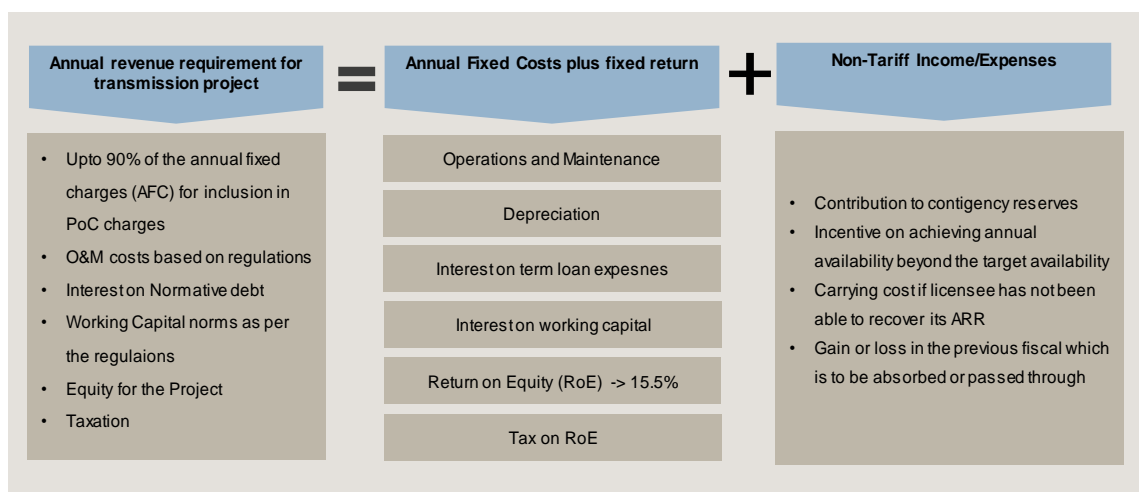 Annual revenue requirement for
transmission project
=
Annual Fixed Costs plus fixed return
+
Non-Tariff Income/Expenses
• Upto 90% of the annual fixed
charges (AFC) for inclusion in
PoC charges
• O&M costs based on regulations
• Interest on Normative debt
• Working Capital norms as per
the regulaions
• Equity for the Project
• Taxation
Operations and Maintenance
Depreciation
Interest on term loan expesnes
Interest on working capital
Return on Equity (RoE) -> 15.5%
Tax on RoE
• Contribution to contigency reserves
• Incentive on achieving annual
availability beyond the target availability
• Carrying cost if licensee has not been
able to recover its ARR
• Gain or loss in the previous fiscal which
is to be absorbed or passed through